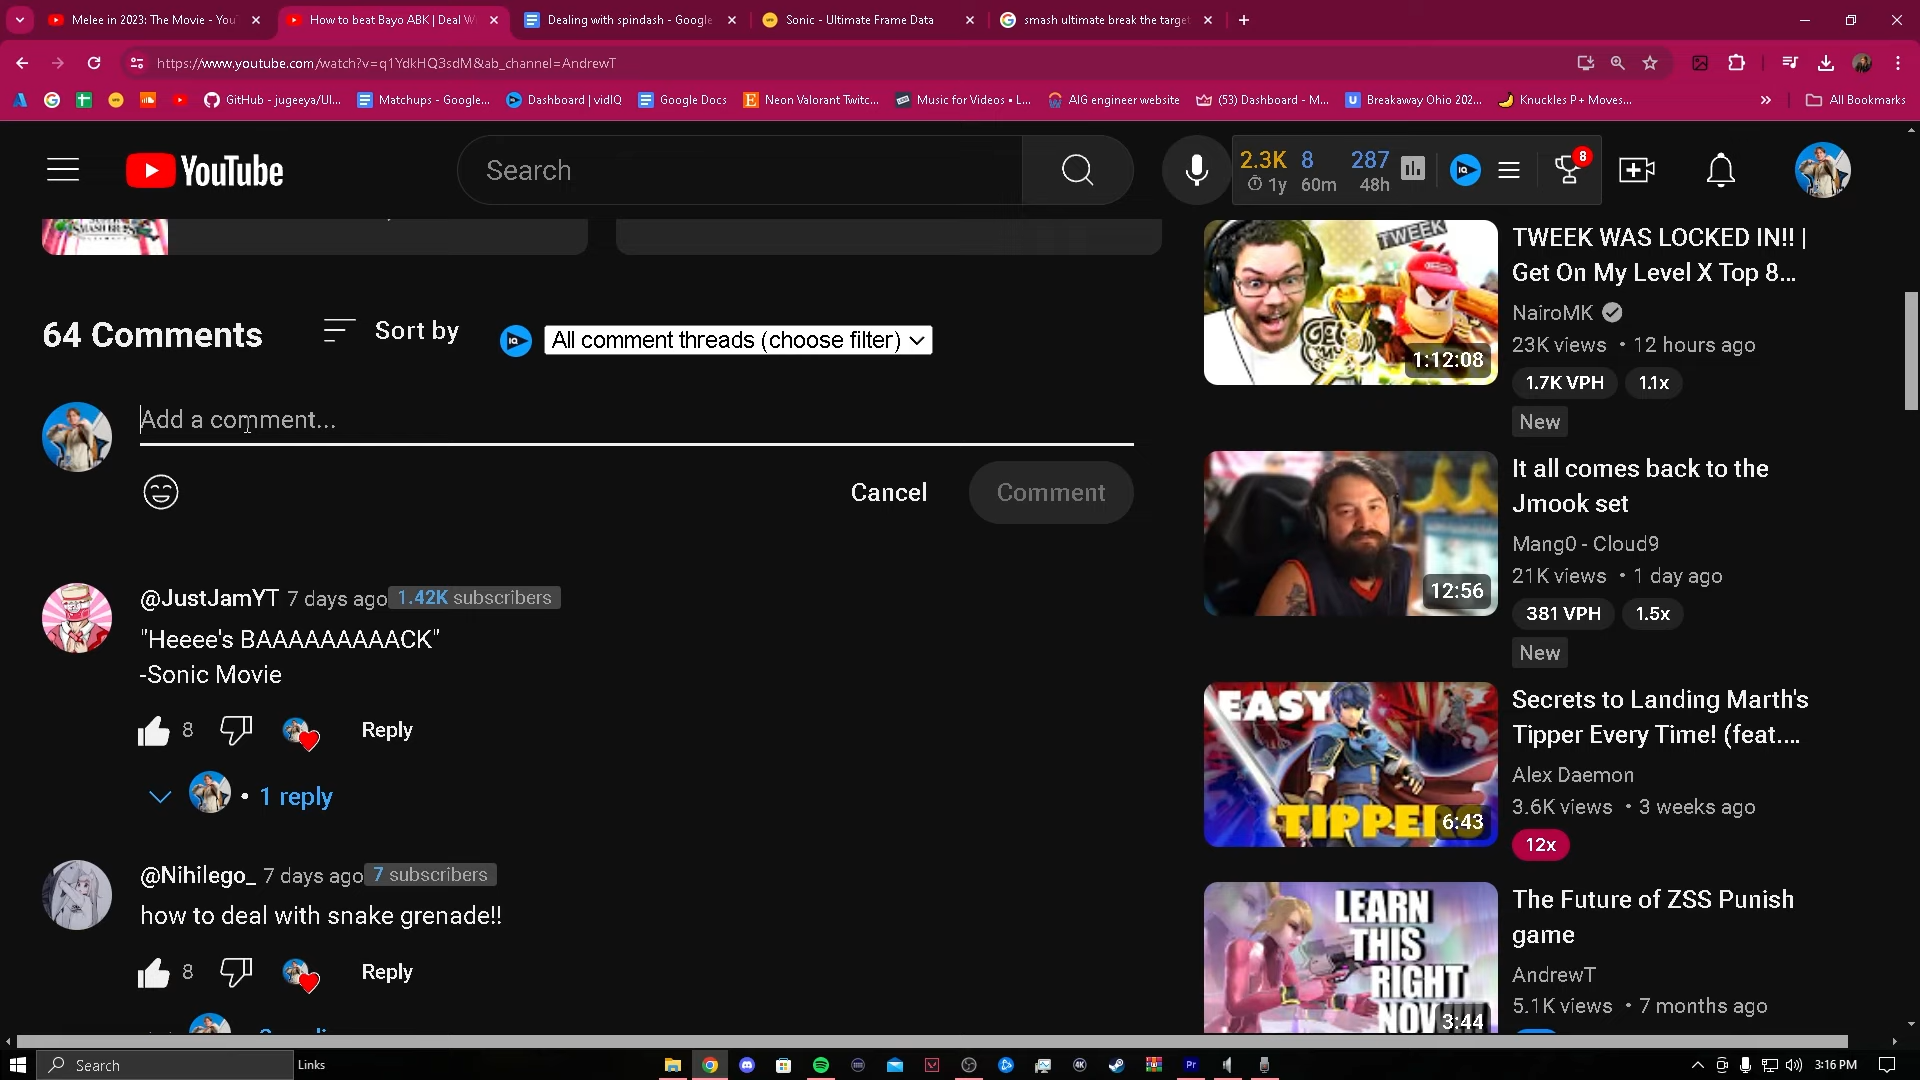 Melee in 2023: The Movie - You
How to beat Bayo ABK | Deal W
Dealing with spindash - Google
Sonic - Ultimate Frame Data
smash ultimate break the target
https://www.youtube.com/watch?v=q1YdkHQ3sdM&ab_channel=AndrewT
GitHub - jugeeya/Ul...
Matchups - Google...
Dashboard | vidIQ
Google Docs
Neon Valorant Twitc...
Music for Videos • L...
AIG engineer website
(53) Dashboard - M...
Breakaway Ohio 202...
Knuckles P+ Moves...
All Bookmarks
YouTube
Search
2.3K 8 287
1y 60m 48h
IQ
8
64 Comments
Sort by
IQ
All comment threads (choose filter)
Add a comment...
Cancel
Comment
@JustJamYT 7 days ago 1.42K subscribers
"Heeee's BAAAAAAAAACK"
-Sonic Movie
8
Reply
• 1 reply
@Nihilego_ 7 days ago 7 subscribers
how to deal with snake grenade!!
8
Reply
TWEEK
1:12:08
TWEEK WAS LOCKED IN!! |
Get On My Level X Top 8...
NairoMK
23K views • 12 hours ago
1.7K VPH 1.1x
New
12:56
It all comes back to the
Jmook set
Mang0 - Cloud9
21K views • 1 day ago
381 VPH 1.5x
New
EASY
6:43
Secrets to Landing Marth's
Tipper Every Time! (feat....
Alex Daemon
3.6K views • 3 weeks ago
12x
LEARN
THIS
RIGHT
NOW
3:44
The Future of ZSS Punish
game
AndrewT
5.1K views • 7 months ago
Search
Links
4K
Pr
3:16 PM